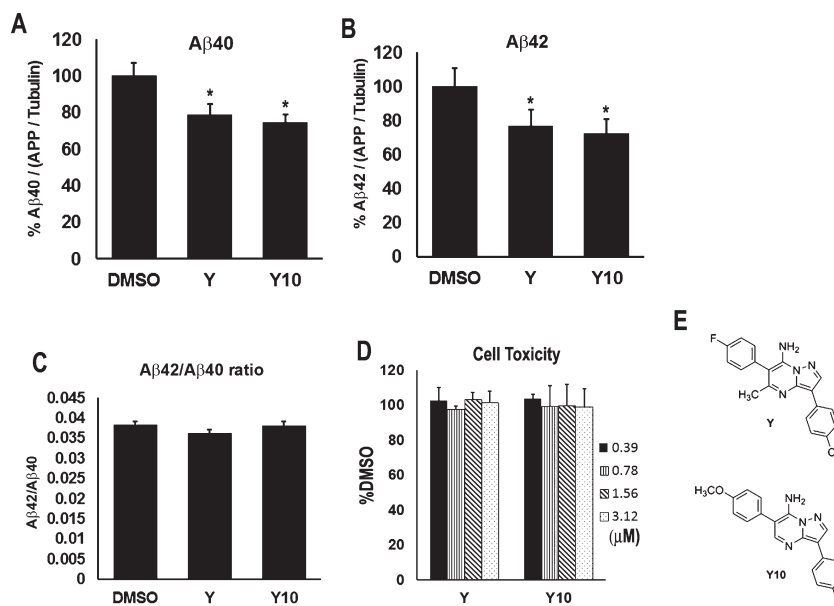 A
Aβ40
120
100
80
60
40
20
0
% Aβ40 / (APP / Tubulin)
*
*
DMSO Y Y10
B
Aβ42
120
100
80
60
40
20
0
% Aβ42 / (APP / Tubulin)
*
*
DMSO Y Y10
C
Aβ42/Aβ40 ratio
0.045
0.04
0.035
0.03
0.025
0.02
0.015
0.01
0.005
0
Aβ42/Aβ40
DMSO Y Y10
D
Cell Toxicity
120
100
80
60
40
20
0
%DMSO
Y Y10
0.39
0.78
1.56
3.12
(μM)
E
F
NH2
N
N
N
CH3
Y
OCH3
NH2
N
N
N
Y10